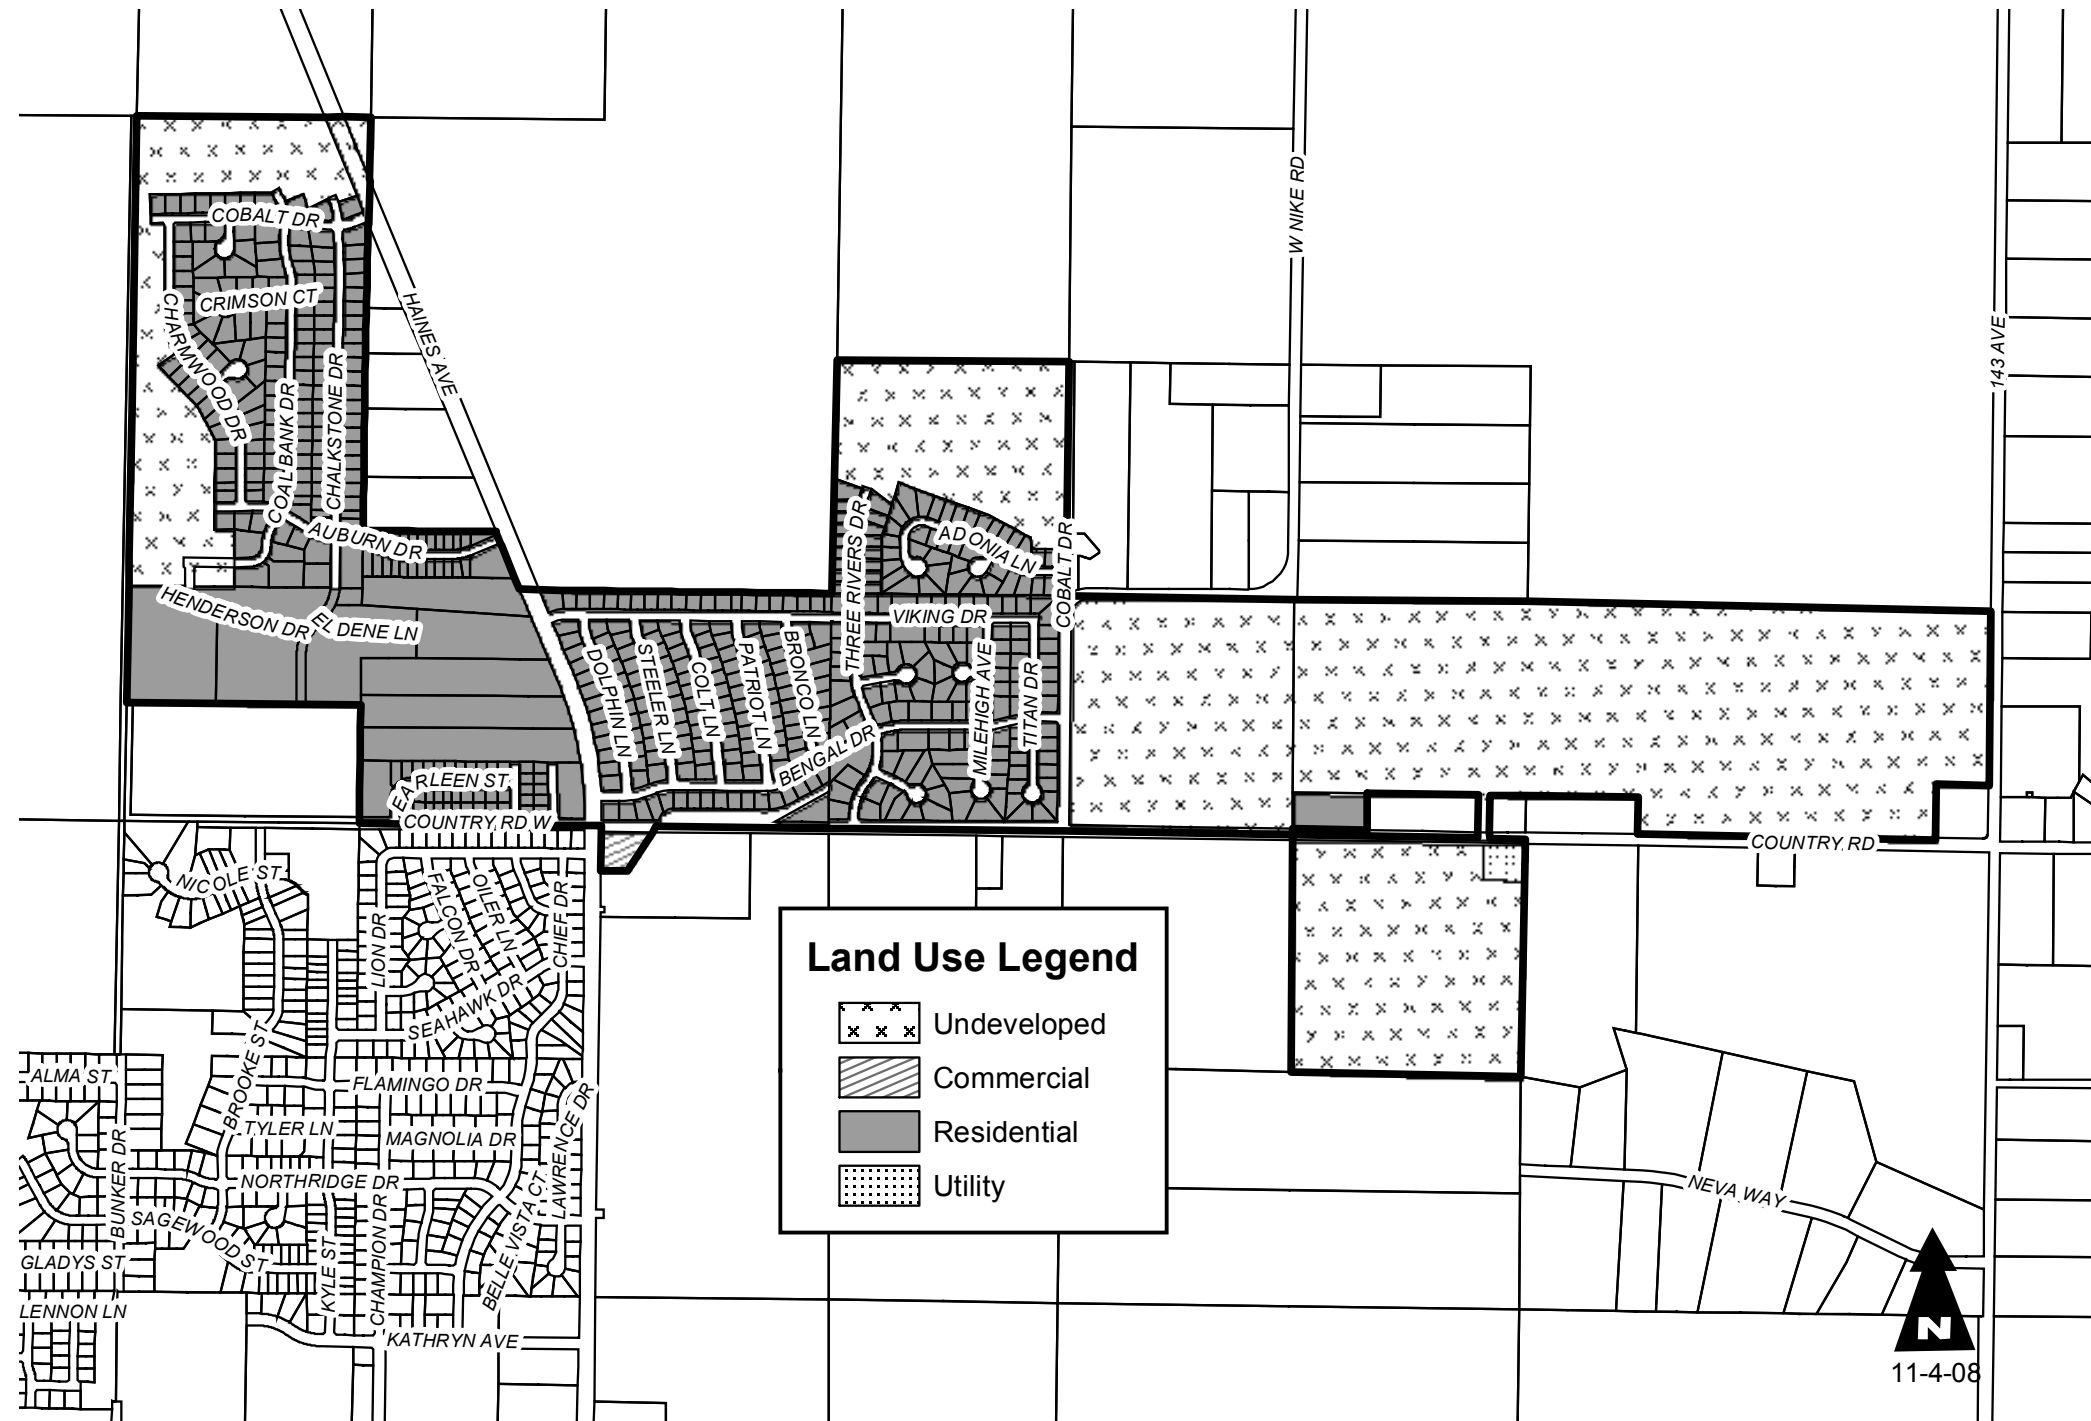 COBALT DR
CRIMSON CT
CHARMWOOD DR
COAL BANK DR
CHALKSTONE DR
HAINES AVE
AUBURN DR
HENDERSON DR
EL DENE LN
EARLEEN ST
COUNTRY RD W
DOLPHIN LN
STEELER LN
COLT LN
PATRIOT LN
BRONCO LN
THREE RIVERS DR
ADONIA LN
VIKING DR
COBALT DR
MILEHIGH AVE
TITAN DR
BENGAL DR
W NIKE RD
143 AVE
COUNTRY RD
NICOLE ST
LION DR
FALCON DR
OILER LN
CHIEF DR
SEAHAWK DR
BROOKE ST
ALMA ST
FLAMINGO DR
TYLER LN
MAGNOLIA DR
LAWRENCE DR
BUNKER DR
NORTHRIDGE DR
SAGEWOOD ST
GLADYS ST
KYLE ST
CHAMPION DR
BELLE VISTA CT
LENNON LN
KATHRYN AVE
NEVA WAY
Land Use Legend
Undeveloped
Commercial
Residential
Utility
N
11-4-08